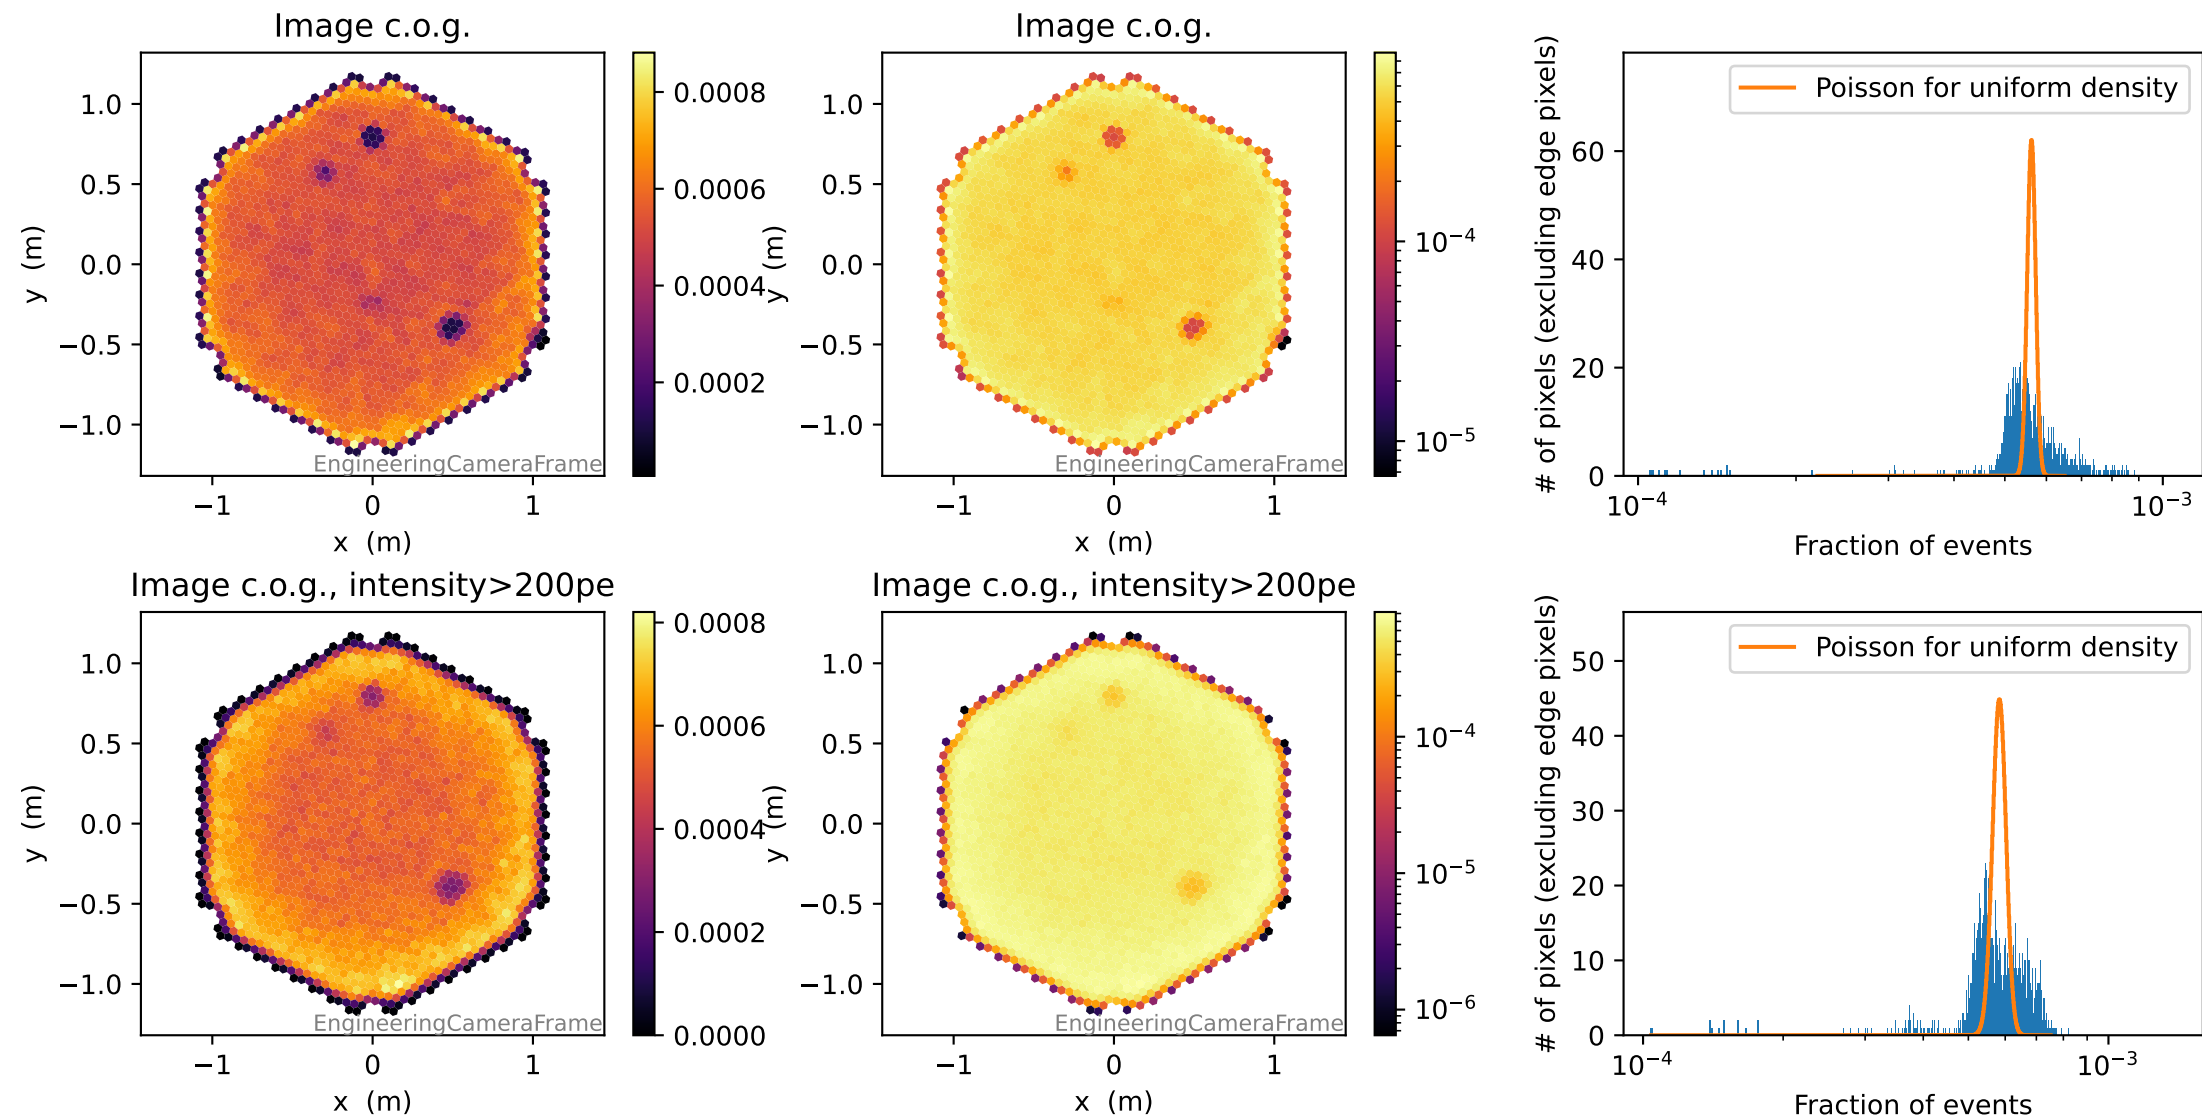 Image c.o.g.
1.0
0.5
0.0
−0.5
−1.0
y (m)
−1
0
1
x (m)
EngineeringCameraFrame
0.0008
0.0006
0.0004
0.0002
Image c.o.g.
1.0
0.5
0.0
−0.5
−1.0
y (m)
−1
0
1
x (m)
EngineeringCameraFrame
10⁻⁴
10⁻⁵
# of pixels (excluding edge pixels)
60
40
20
0
Poisson for uniform density
10⁻⁴
10⁻³
Fraction of events
Image c.o.g., intensity>200pe
1.0
0.5
0.0
−0.5
−1.0
y (m)
−1
0
1
x (m)
EngineeringCameraFrame
0.0008
0.0006
0.0004
0.0002
0.0000
Image c.o.g., intensity>200pe
1.0
0.5
0.0
−0.5
−1.0
y (m)
−1
0
1
x (m)
EngineeringCameraFrame
10⁻⁴
10⁻⁵
10⁻⁶
# of pixels (excluding edge pixels)
50
40
30
20
10
0
Poisson for uniform density
10⁻⁴
10⁻³
Fraction of events